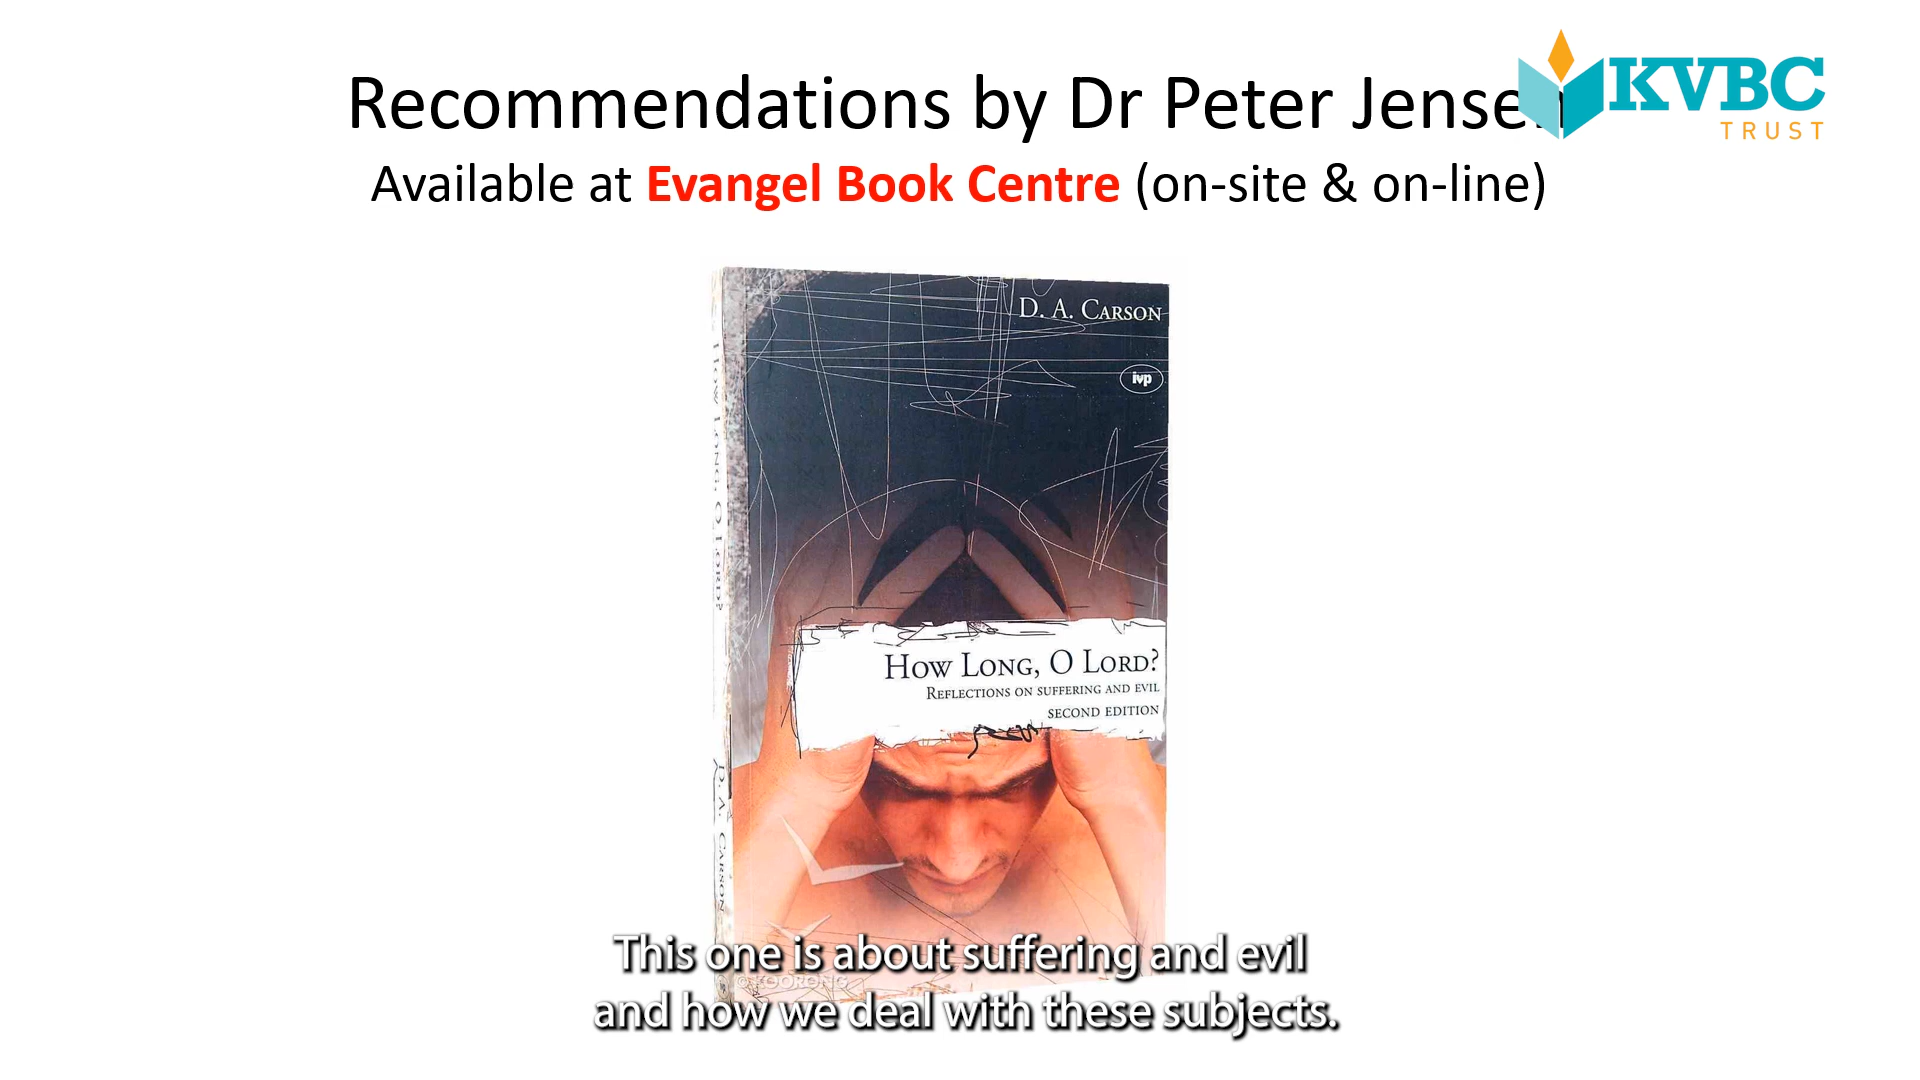 Recommendations by Dr Peter Jensen
KVBC
TRUST
Available at Evangel Book Centre (on-site & on-line)
D. A. Carson
ivp
How Long, O Lord?
Reflections on suffering and evil
second edition
How Long, O Lord?
D. A. Carson
© KOORONG
This one is about suffering and evil
and how we deal with these subjects.